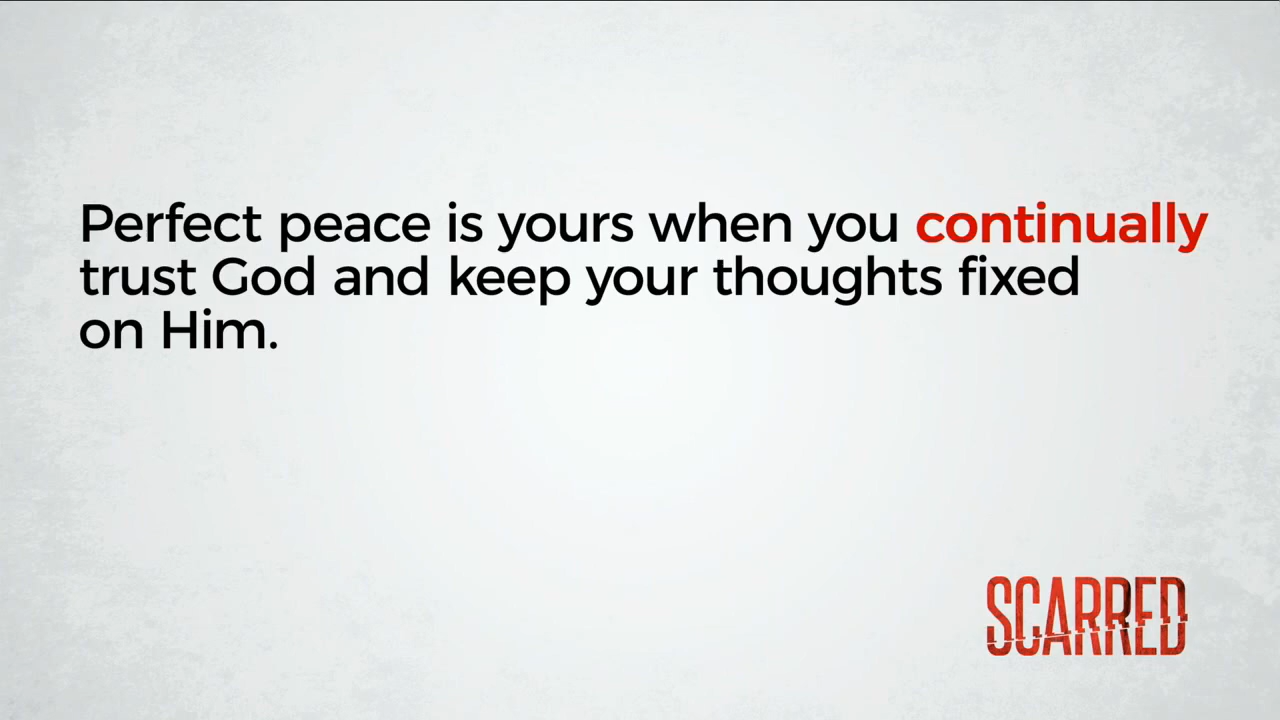 Perfect peace is yours when you continually
trust God and keep your thoughts fixed
on Him.
SCARRED